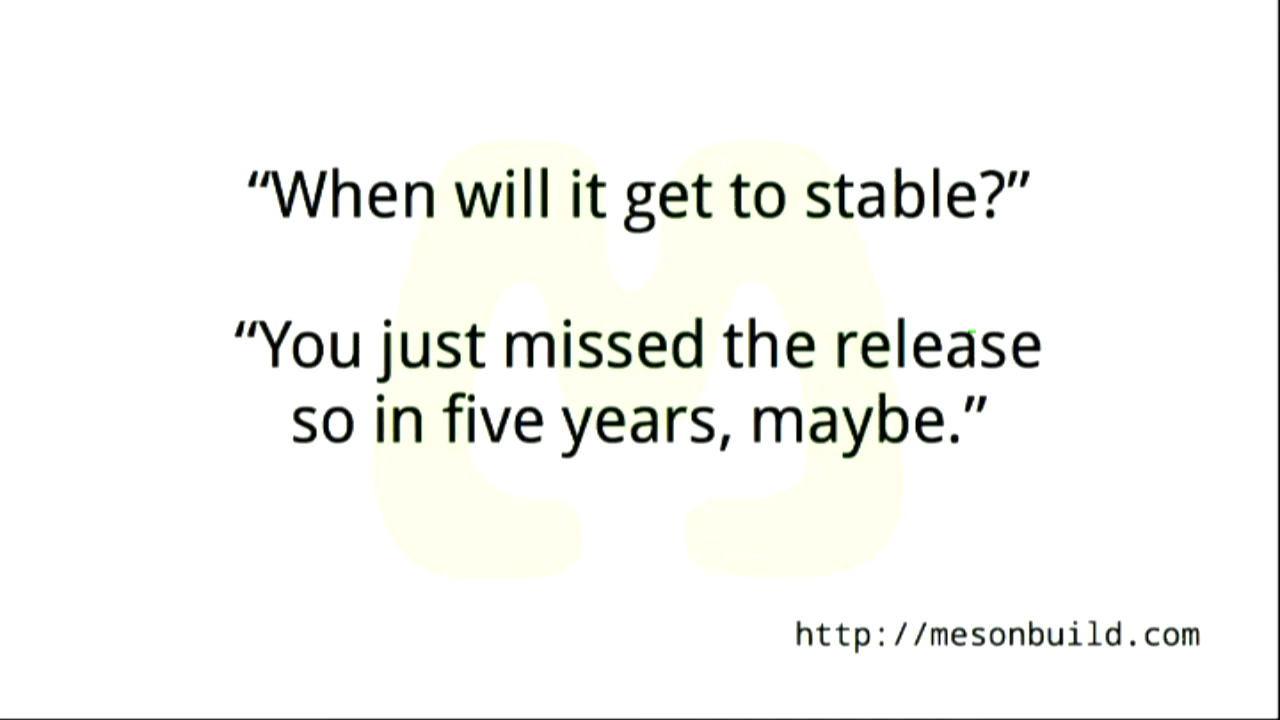 “When will it get to stable?”
“You just missed the release
so in five years, maybe.”
http://mesonbuild.com